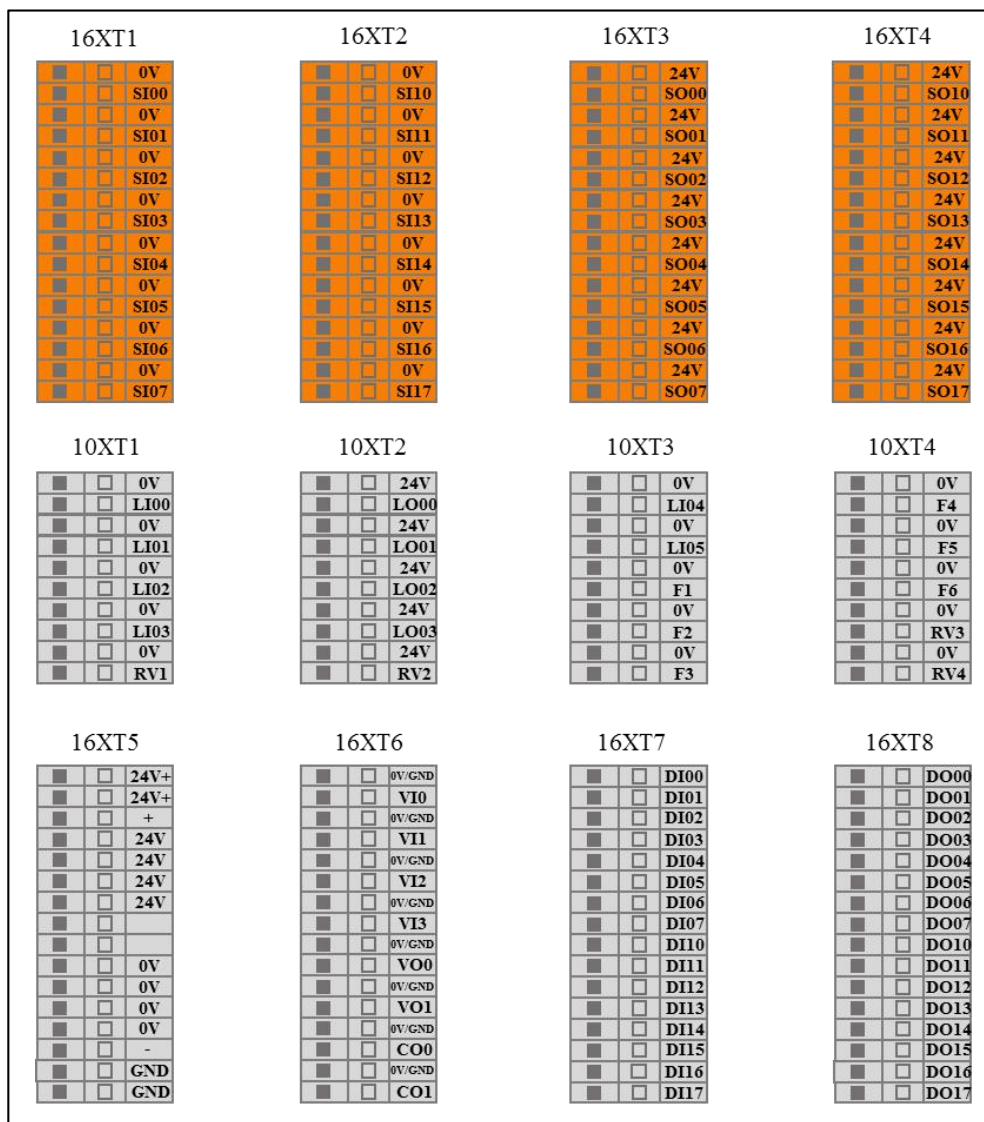 16XT1 16XT2 16XT3 16XT4
0V 0V 24V 24V
SI00 SI10 SO00 SO10
0V 0V 24V 24V
SI01 SI11 SO01 SO11
0V 0V 24V 24V
SI02 SI12 SO02 SO12
0V 0V 24V 24V
SI03 SI13 SO03 SO13
0V 0V 24V 24V
SI04 SI14 SO04 SO14
0V 0V 24V 24V
SI05 SI15 SO05 SO15
0V 0V 24V 24V
SI06 SI16 SO06 SO16
0V 0V 24V 24V
SI07 SI17 SO07 SO17
10XT1 10XT2 10XT3 10XT4
0V 24V 0V 0V
LI00 LO00 LI04 F4
0V 24V 0V 0V
LI01 LO01 LI05 F5
0V 24V 0V 0V
LI02 LO02 F1 F6
0V 24V 0V 0V
LI03 LO03 F2 RV3
0V 24V 0V 0V
RV1 RV2 F3 RV4
16XT5 16XT6 16XT7 16XT8
24V+ 0V/GND DI00 DO00
24V+ VI0 DI01 DO01
+ 0V/GND DI02 DO02
24V VI1 DI03 DO03
24V 0V/GND DI04 DO04
24V VI2 DI05 DO05
24V 0V/GND DI06 DO06
VI3 DI07 DO07
0V/GND DI10 DO10
0V VO0 DI11 DO11
0V 0V/GND DI12 DO12
0V VO1 DI13 DO13
0V 0V/GND DI14 DO14
- CO0 DI15 DO15
GND 0V/GND DI16 DO16
GND CO1 DI17 DO17